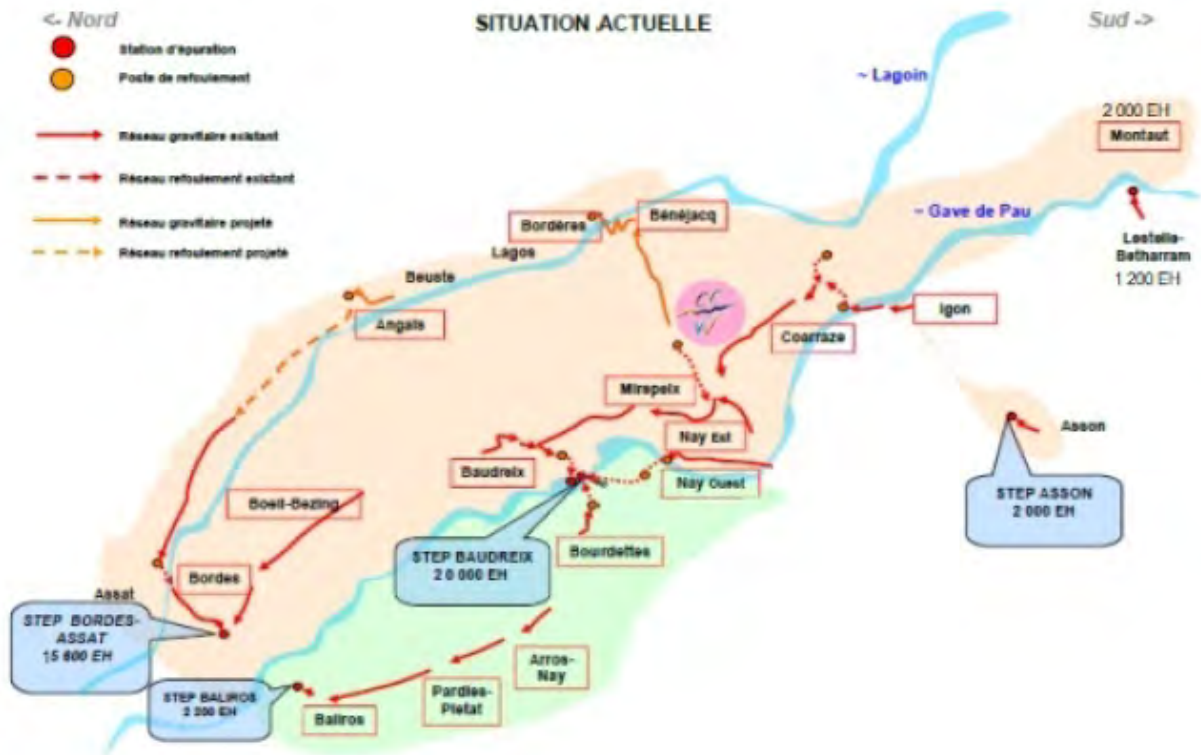 <- Nord
SITUATION ACTUELLE
Sud ->
Station d'épuration
Poste de refoulement
Réseau gravitaire existant
Réseau refoulement existant
Réseau gravitaire projeté
Réseau refoulement projeté
~ Lagoin
2 000 EH
Montaut
~ Gave de Pau
Lestelle-
Betharram
1 200 EH
Bordères
Bénéjacq
Lagos
Beuste
Angaïs
Coarraze
Igon
Mirepeix
Nay Est
Nay Ouest
Baudreix
Asson
STEP ASSON
2 000 EH
Boeil-Bezing
STEP BAUDREIX
20 000 EH
Bourdettes
Bordes
Assat
STEP BORDES-
ASSAT
15 600 EH
Arros-
Nay
Pardies-
Pietat
STEP BALIROS
2 200 EH
Baliros